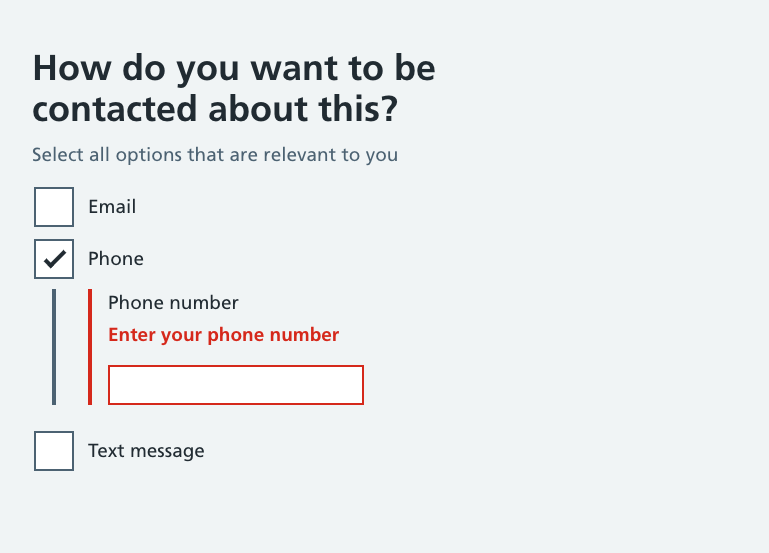 How do you want to be
contacted about this?
Select all options that are relevant to you
Email
Phone
Phone number
Enter your phone number
Text message